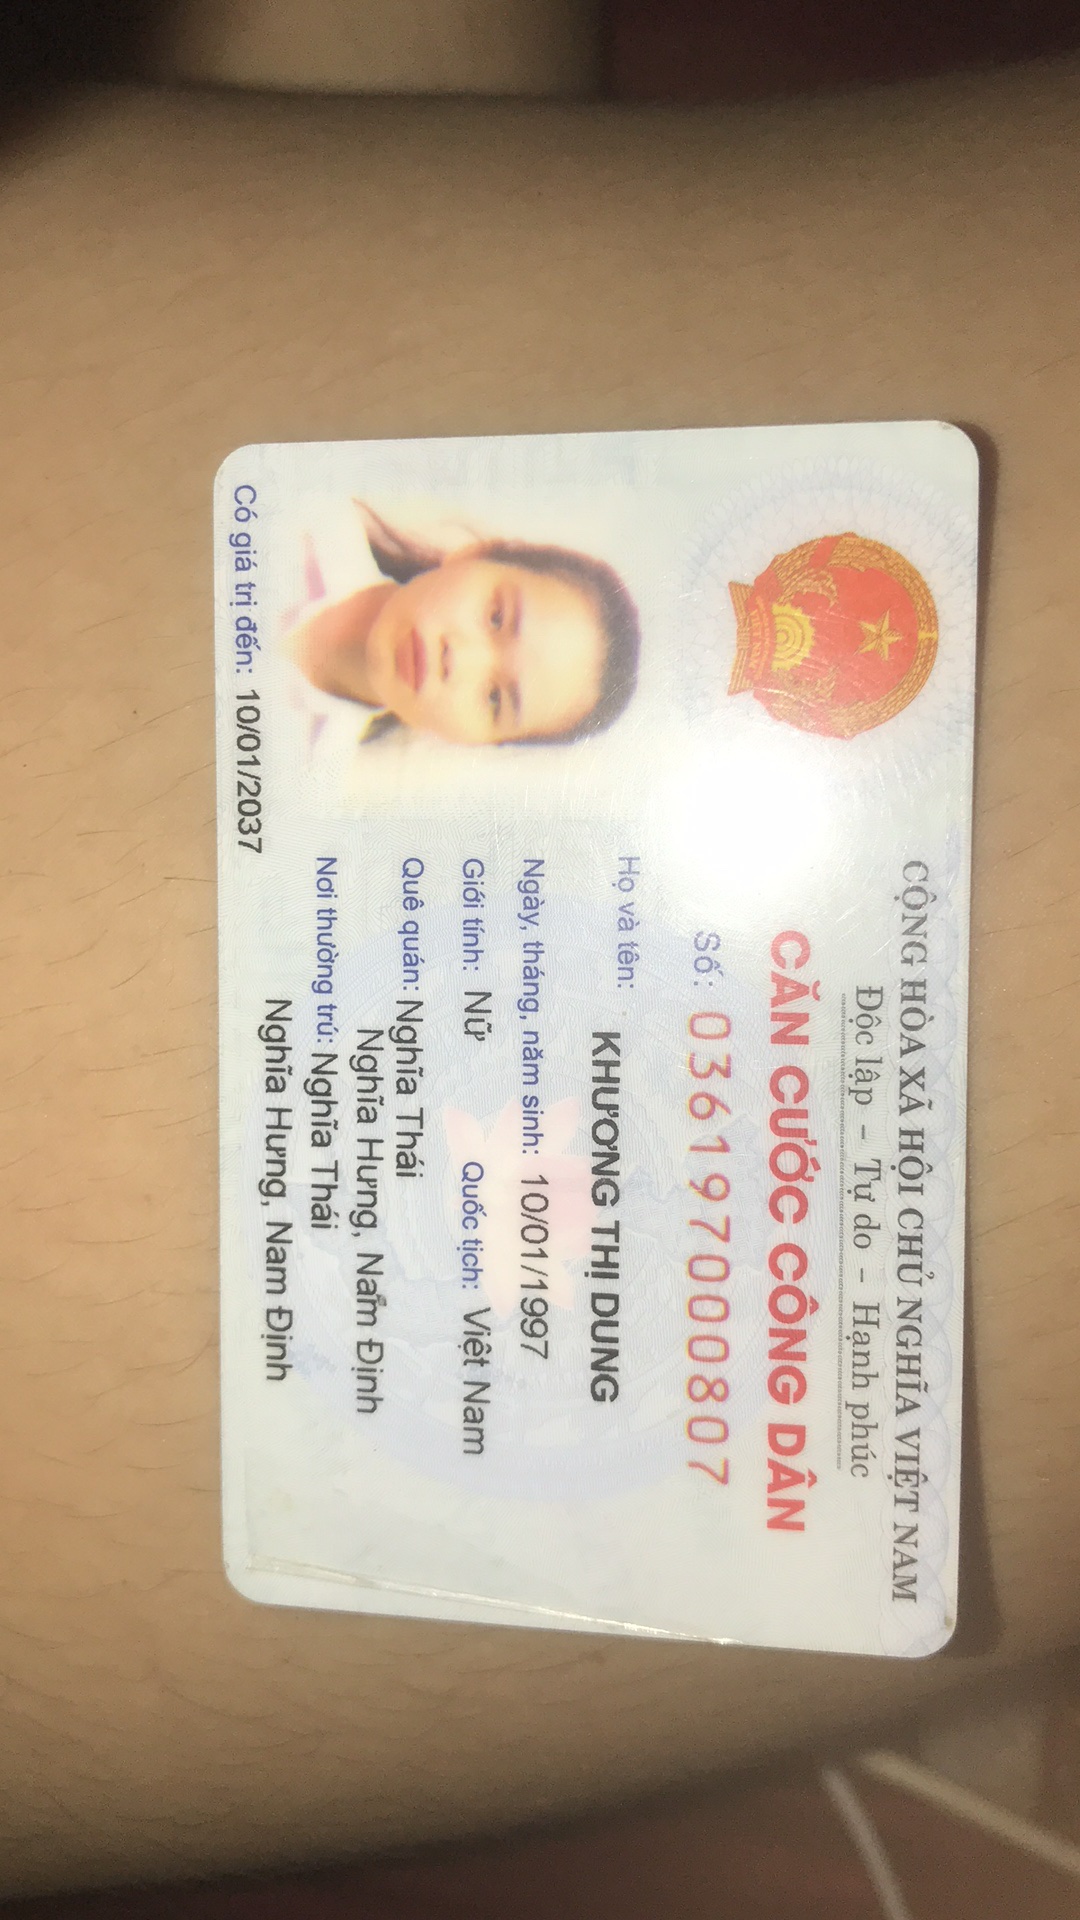 CỘNG HÒA XÃ HỘI CHỦ NGHĨA VIỆT NAM
Độc lập - Tự do - Hạnh phúc
CĂN CƯỚC CÔNG DÂN
Số: 036197000807
Họ và tên: KHƯƠNG THỊ DUNG
Ngày, tháng, năm sinh: 10/01/1997
Giới tính: Nữ Quốc tịch: Việt Nam
Quê quán: Nghĩa Thái
Nghĩa Hưng, Nam Định
Nơi thường trú: Nghĩa Thái
Nghĩa Hưng, Nam Định
Có giá trị đến: 10/01/2037